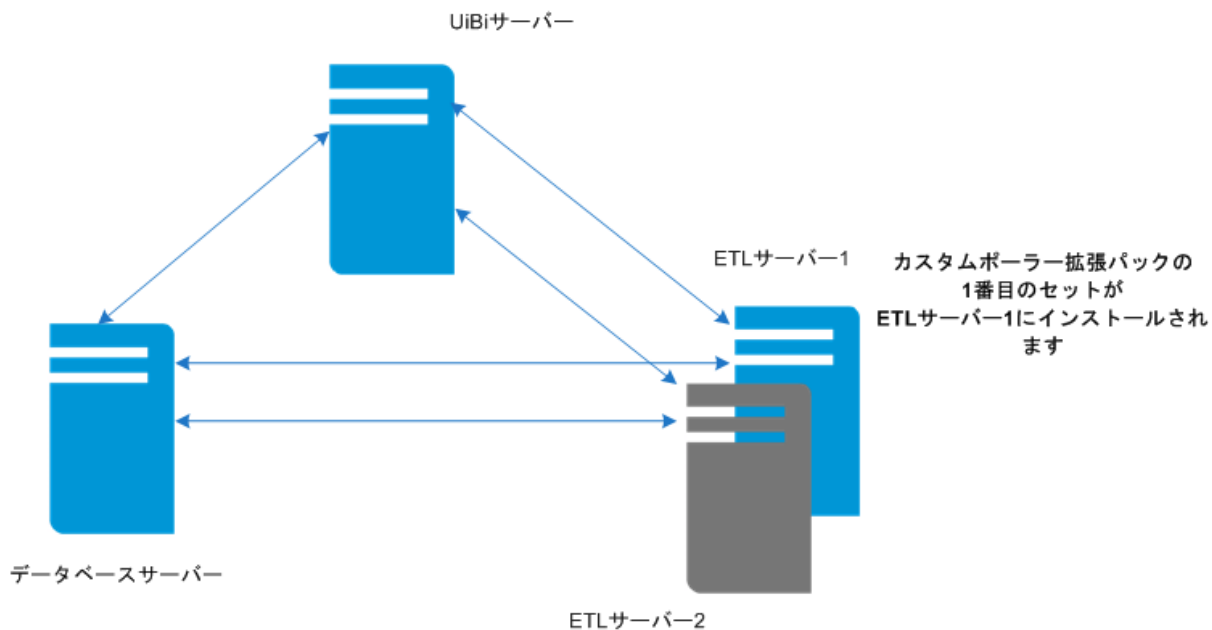 UiBiサーバー
ETLサーバー1
カスタムポーラー拡張パックの
1番目のセットが
ETLサーバー1にインストールされ
ます
データベースサーバー
ETLサーバー2